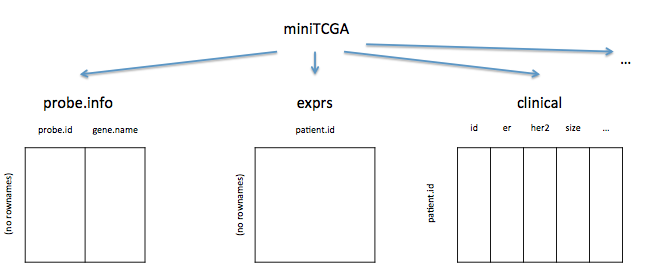 miniTCGA
...
probe.info
exprs
clinical
probe.id gene.name
patient.id
id er her2 size ...
(no rownames)
(no rownames)
patient.id